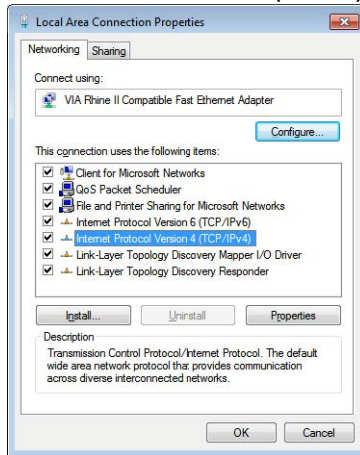 Local Area Connection Properties
Networking Sharing
Connect using:
VIA Rhine II Compatible Fast Ethernet Adapter
Configure...
This connection uses the following items:
Client for Microsoft Networks
QoS Packet Scheduler
File and Printer Sharing for Microsoft Networks
Internet Protocol Version 6 (TCP/IPv6)
Internet Protocol Version 4 (TCP/IPv4)
Link-Layer Topology Discovery Mapper I/O Driver
Link-Layer Topology Discovery Responder
Install... Uninstall Properties
Description
Transmission Control Protocol/Internet Protocol. The default
wide area network protocol that provides communication
across diverse interconnected networks.
OK Cancel